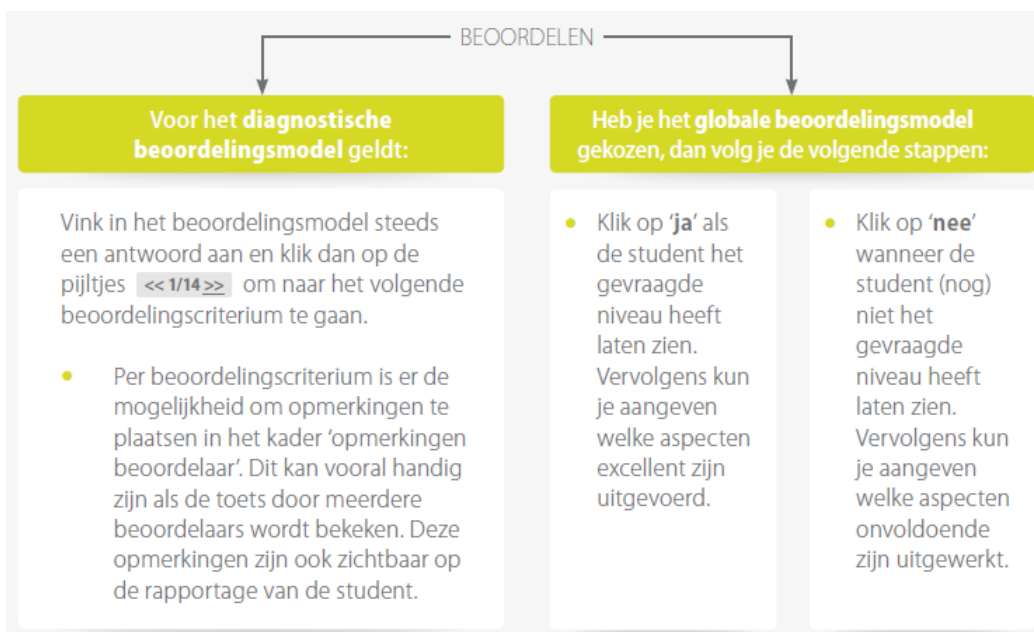 BEOORDELEN
Voor het diagnostische
beoordelingsmodel geldt:
Vink in het beoordelingsmodel steeds
een antwoord aan en klik dan op de
pijltjes << 1/14 >> om naar het volgende
beoordelingscriterium te gaan.
• Per beoordelingscriterium is er de
mogelijkheid om opmerkingen te
plaatsen in het kader ‘opmerkingen
beoordelaar’. Dit kan vooral handig
zijn als de toets door meerdere
beoordelaars wordt bekeken. Deze
opmerkingen zijn ook zichtbaar op
de rapportage van de student.
Heb je het globale beoordelingsmodel
gekozen, dan volg je de volgende stappen:
• Klik op ‘ja’ als
de student het
gevraagde
niveau heeft
laten zien.
Vervolgens kun
je aangeven
welke aspecten
excellent zijn
uitgevoerd.
• Klik op ‘nee’
wanneer de
student (nog)
niet het
gevraagde
niveau heeft
laten zien.
Vervolgens kun
je aangeven
welke aspecten
onvoldoende
zijn uitgewerkt.